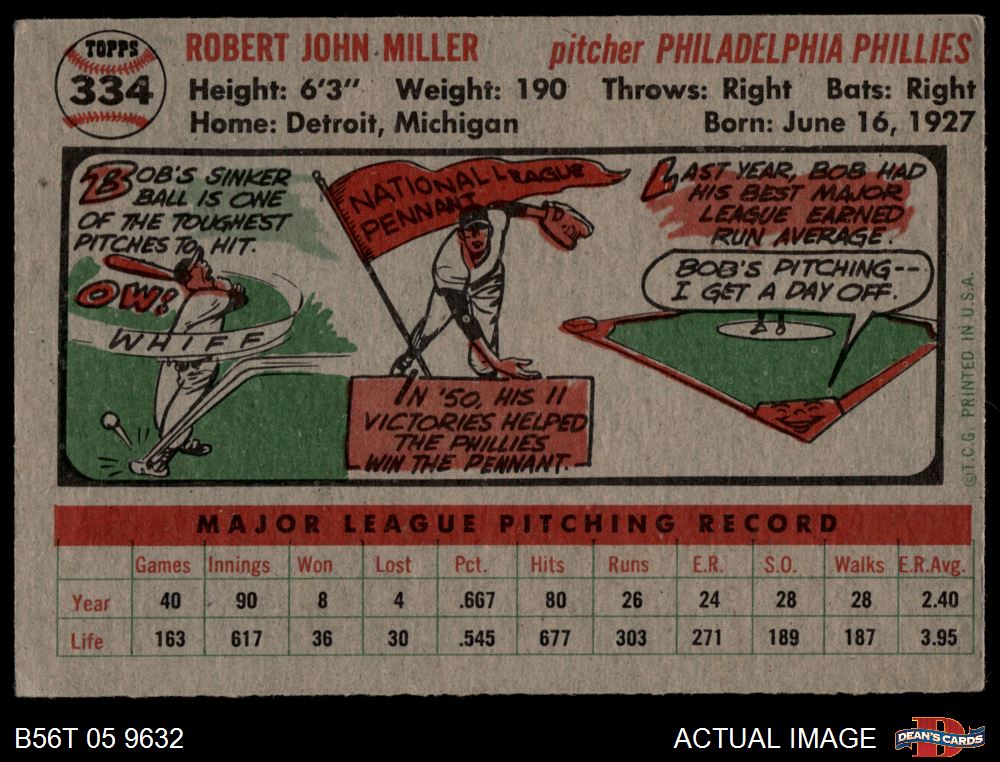 TOPPS
334
ROBERT JOHN MILLER pitcher PHILADELPHIA PHILLIES
Height: 6'3" Weight: 190 Throws: Right Bats: Right
Home: Detroit, Michigan Born: June 16, 1927
BOB'S SINKER
BALL IS ONE
OF THE TOUGHEST
PITCHES TO HIT.
OW!
WHIFF
NATIONAL LEAGUE
PENNANT
IN '50, HIS 11
VICTORIES HELPED
THE PHILLIES
WIN THE PENNANT.
LAST YEAR, BOB HAD
HIS BEST MAJOR
LEAGUE EARNED
RUN AVERAGE.
BOB'S PITCHING--
I GET A DAY OFF.
©T.C.G. PRINTED IN U.S.A.
MAJOR LEAGUE PITCHING RECORD
Games Innings Won Lost Pct. Hits Runs E.R. S.O. Walks E.R.Avg.
Year 40 90 8 4 .667 80 26 24 28 28 2.40
Life 163 617 36 30 .545 677 303 271 189 187 3.95
B56T 05 9632 ACTUAL IMAGE DEAN'S CARDS